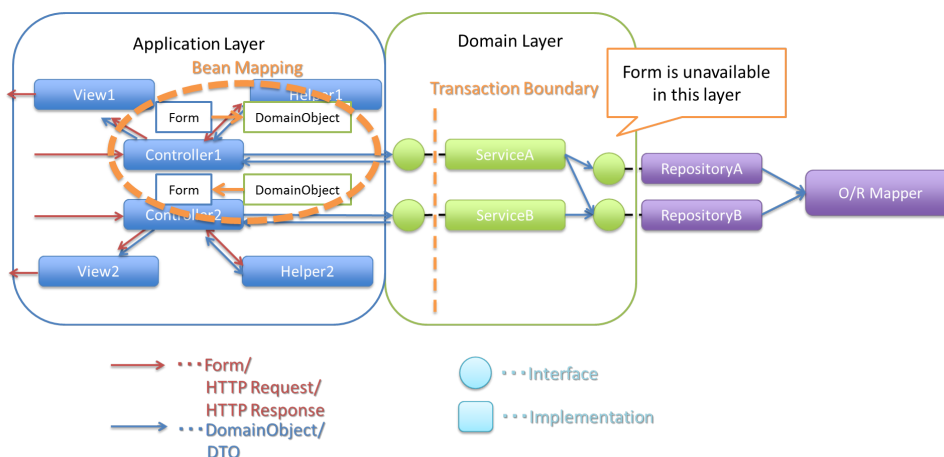 Application Layer
Domain Layer
Bean Mapping
Form is unavailable
in this layer
View1
Helper1
Transaction Boundary
Form
DomainObject
Controller1
ServiceA
RepositoryA
Form
DomainObject
O/R Mapper
Controller2
ServiceB
RepositoryB
View2
Helper2
･･･Form/
HTTP Request/
HTTP Response
･･･DomainObject/
DTO
･･･Interface
･･･Implementation